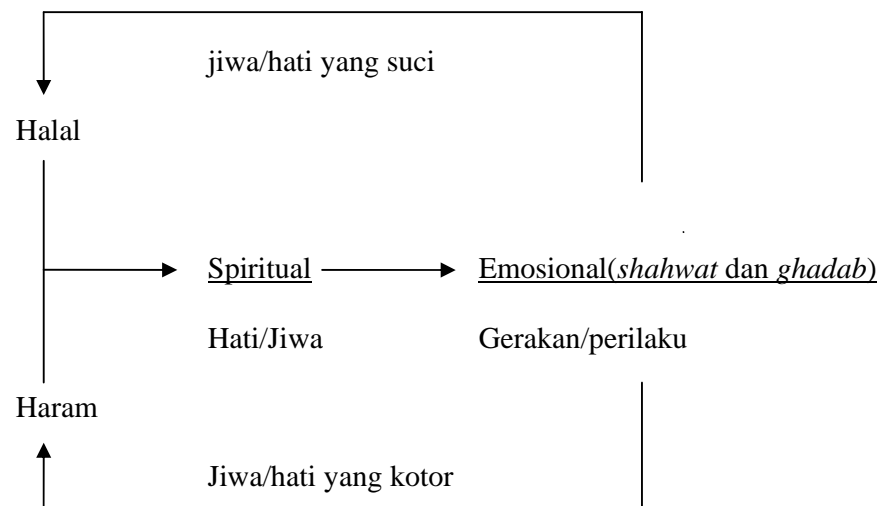 jiwa/hati yang suci
Halal
Spiritual Emosional(shahwat dan ghadab)
Hati/Jiwa Gerakan/perilaku
Haram
Jiwa/hati yang kotor